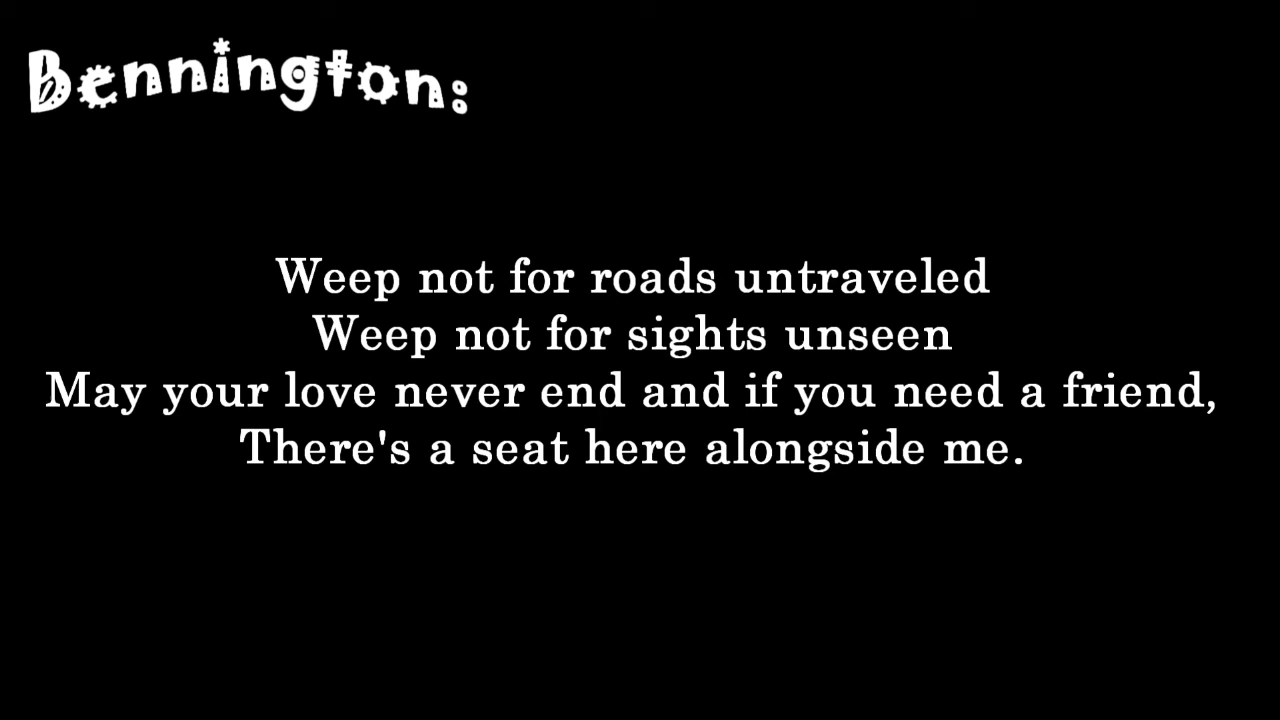 Bennington:
Weep not for roads untraveled
Weep not for sights unseen
May your love never end and if you need a friend,
There's a seat here alongside me.